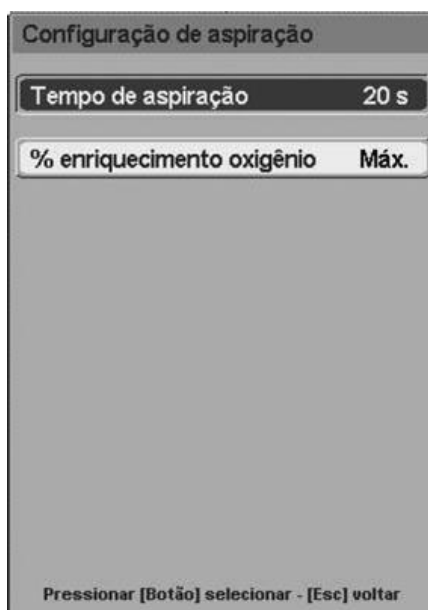 Configuração de aspiração
Tempo de aspiração 20 s
% enriquecimento oxigênio Máx.
Pressionar [Botão] selecionar - [Esc] voltar